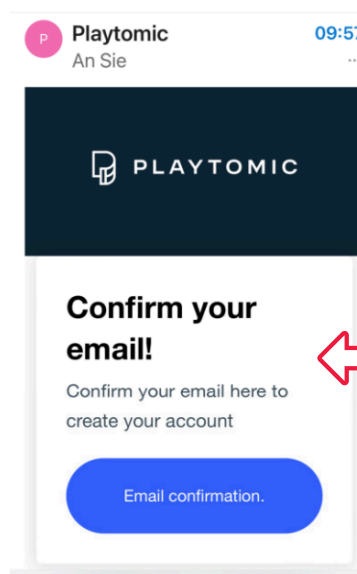 P
Playtomic
09:57
An Sie
PLAYTOMIC
Confirm your
email!
Confirm your email here to
create your account
Email confirmation.